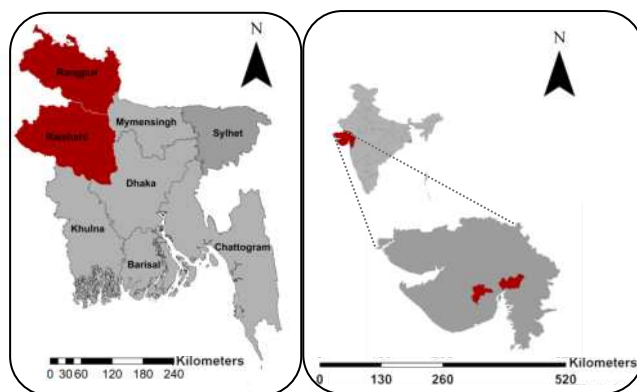 N
Rangpur
Rajshahi
Mymensingh
Sylhet
Dhaka
Khulna
Barisal
Chattogram
Kilometers
0 30 60 120 180 240
N
Kilometers
0 130 260 520